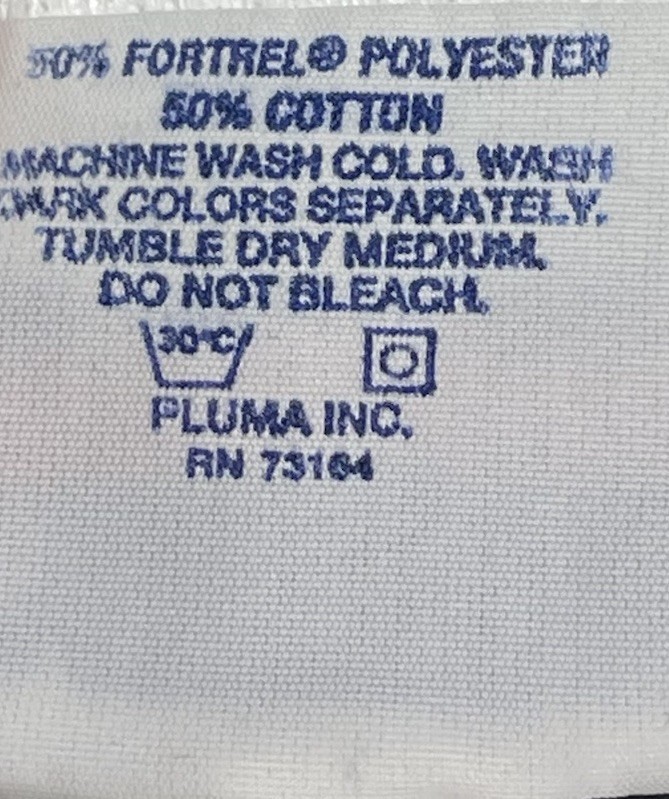 50% FORTREL® POLYESTER
50% COTTON
MACHINE WASH COLD. WASH
DARK COLORS SEPARATELY.
TUMBLE DRY MEDIUM.
DO NOT BLEACH.
30°C
PLUMA INC.
RN 73164